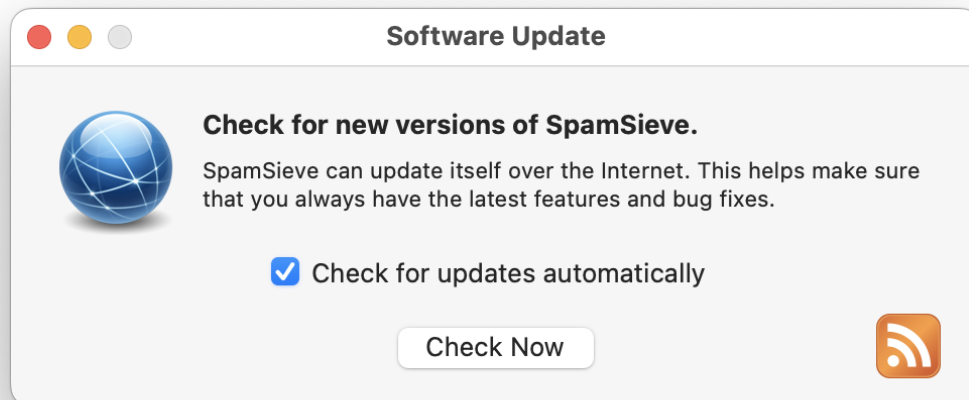 Software Update
Check for new versions of SpamSieve.
SpamSieve can update itself over the Internet. This helps make sure
that you always have the latest features and bug fixes.
Check for updates automatically
Check Now